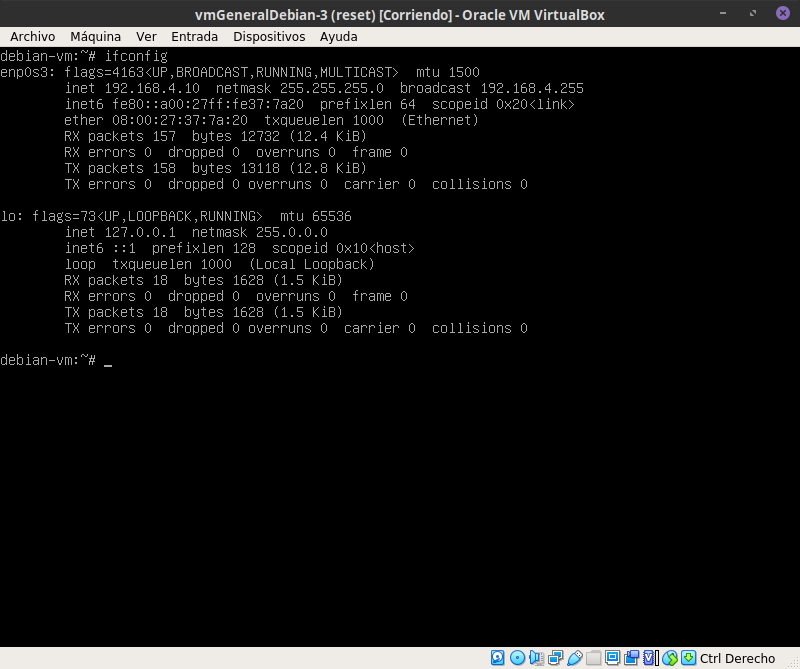 vmGeneralDebian-3 (reset) [Corriendo] - Oracle VM VirtualBox
Archivo Máquina Ver Entrada Dispositivos Ayuda
debian-vm:~# ifconfig
enp0s3: flags=4163<UP,BROADCAST,RUNNING,MULTICAST>  mtu 1500
        inet 192.168.4.10  netmask 255.255.255.0  broadcast 192.168.4.255
        inet6 fe80::a00:27ff:fe37:7a20  prefixlen 64  scopeid 0x20<link>
        ether 08:00:27:37:7a:20  txqueuelen 1000  (Ethernet)
        RX packets 157  bytes 12732 (12.4 KiB)
        RX errors 0  dropped 0  overruns 0  frame 0
        TX packets 158  bytes 13118 (12.8 KiB)
        TX errors 0  dropped 0 overruns 0  carrier 0  collisions 0
lo: flags=73<UP,LOOPBACK,RUNNING>  mtu 65536
        inet 127.0.0.1  netmask 255.0.0.0
        inet6 ::1  prefixlen 128  scopeid 0x10<host>
        loop  txqueuelen 1000  (Local Loopback)
        RX packets 18  bytes 1628 (1.5 KiB)
        RX errors 0  dropped 0  overruns 0  frame 0
        TX packets 18  bytes 1628 (1.5 KiB)
        TX errors 0  dropped 0 overruns 0  carrier 0  collisions 0
debian-vm:~# _
Ctrl Derecho